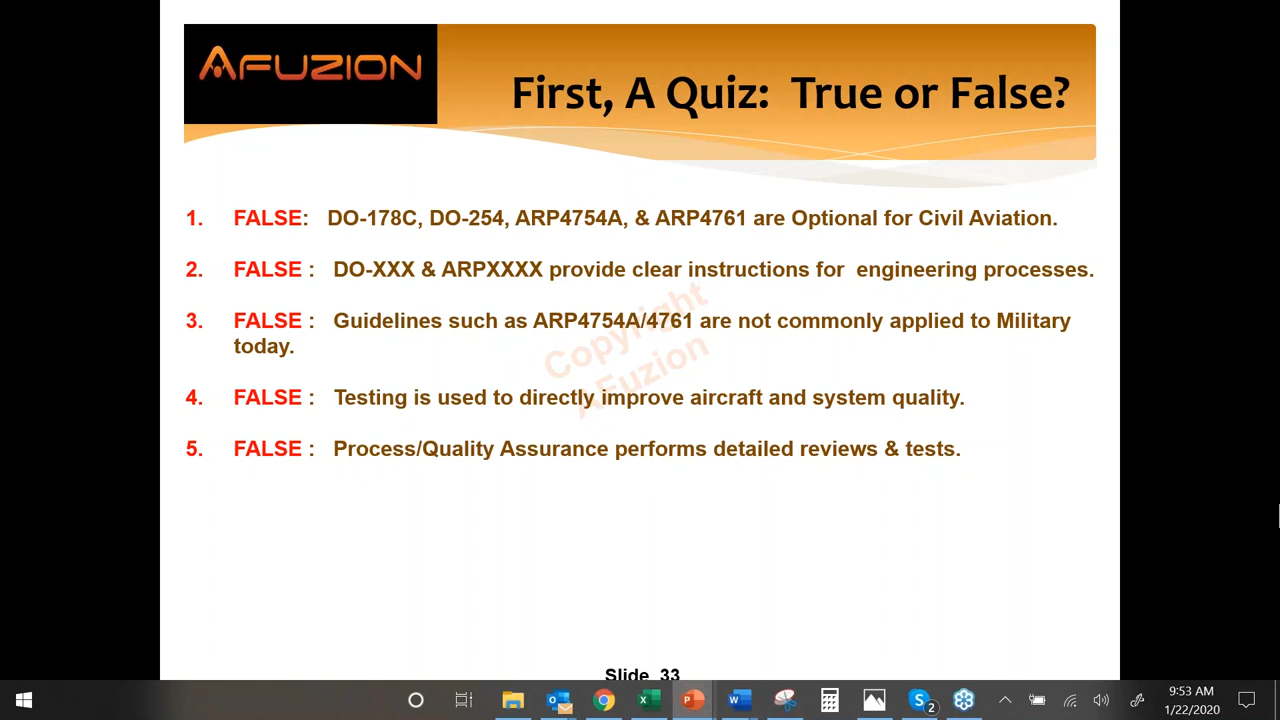 AFUZION
First, A Quiz: True or False?
1. FALSE: DO-178C, DO-254, ARP4754A, & ARP4761 are Optional for Civil Aviation.
2. FALSE : DO-XXX & ARPXXXX provide clear instructions for engineering processes.
3. FALSE : Guidelines such as ARP4754A/4761 are not commonly applied to Military
today.
4. FALSE : Testing is used to directly improve aircraft and system quality.
5. FALSE : Process/Quality Assurance performs detailed reviews & tests.
Copyright
AFuzion
Slide 33
2
9:53 AM
1/22/2020